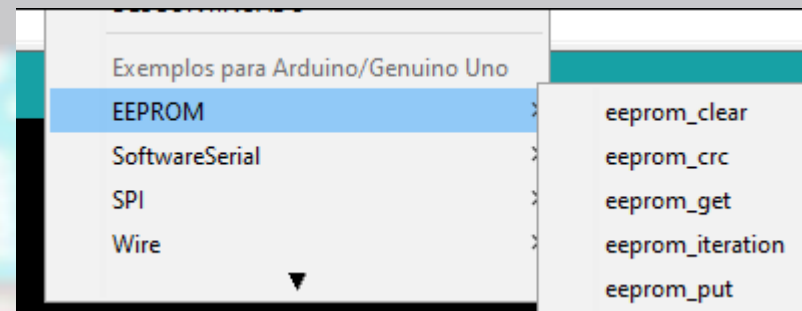 Exemplos para Arduino/Genuino Uno
EEPROM
SoftwareSerial
SPI
Wire
eeprom_clear
eeprom_crc
eeprom_get
eeprom_iteration
eeprom_put